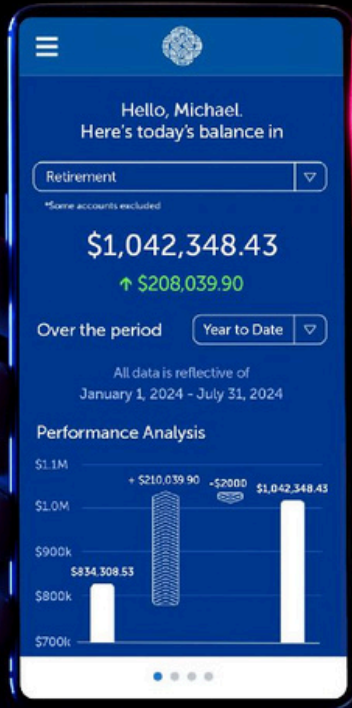 Hello, Michael.
Here's today's balance in
Retirement
*Some accounts excluded
$1,042,348.43
↑ $208,039.90
Over the period
Year to Date
All data is reflective of
January 1, 2024 - July 31, 2024
Performance Analysis
$1.1M
+ $210,039.90
-$2000
$1,042,348.43
$1.0M
$900k
$834,308.53
$800k
$700k